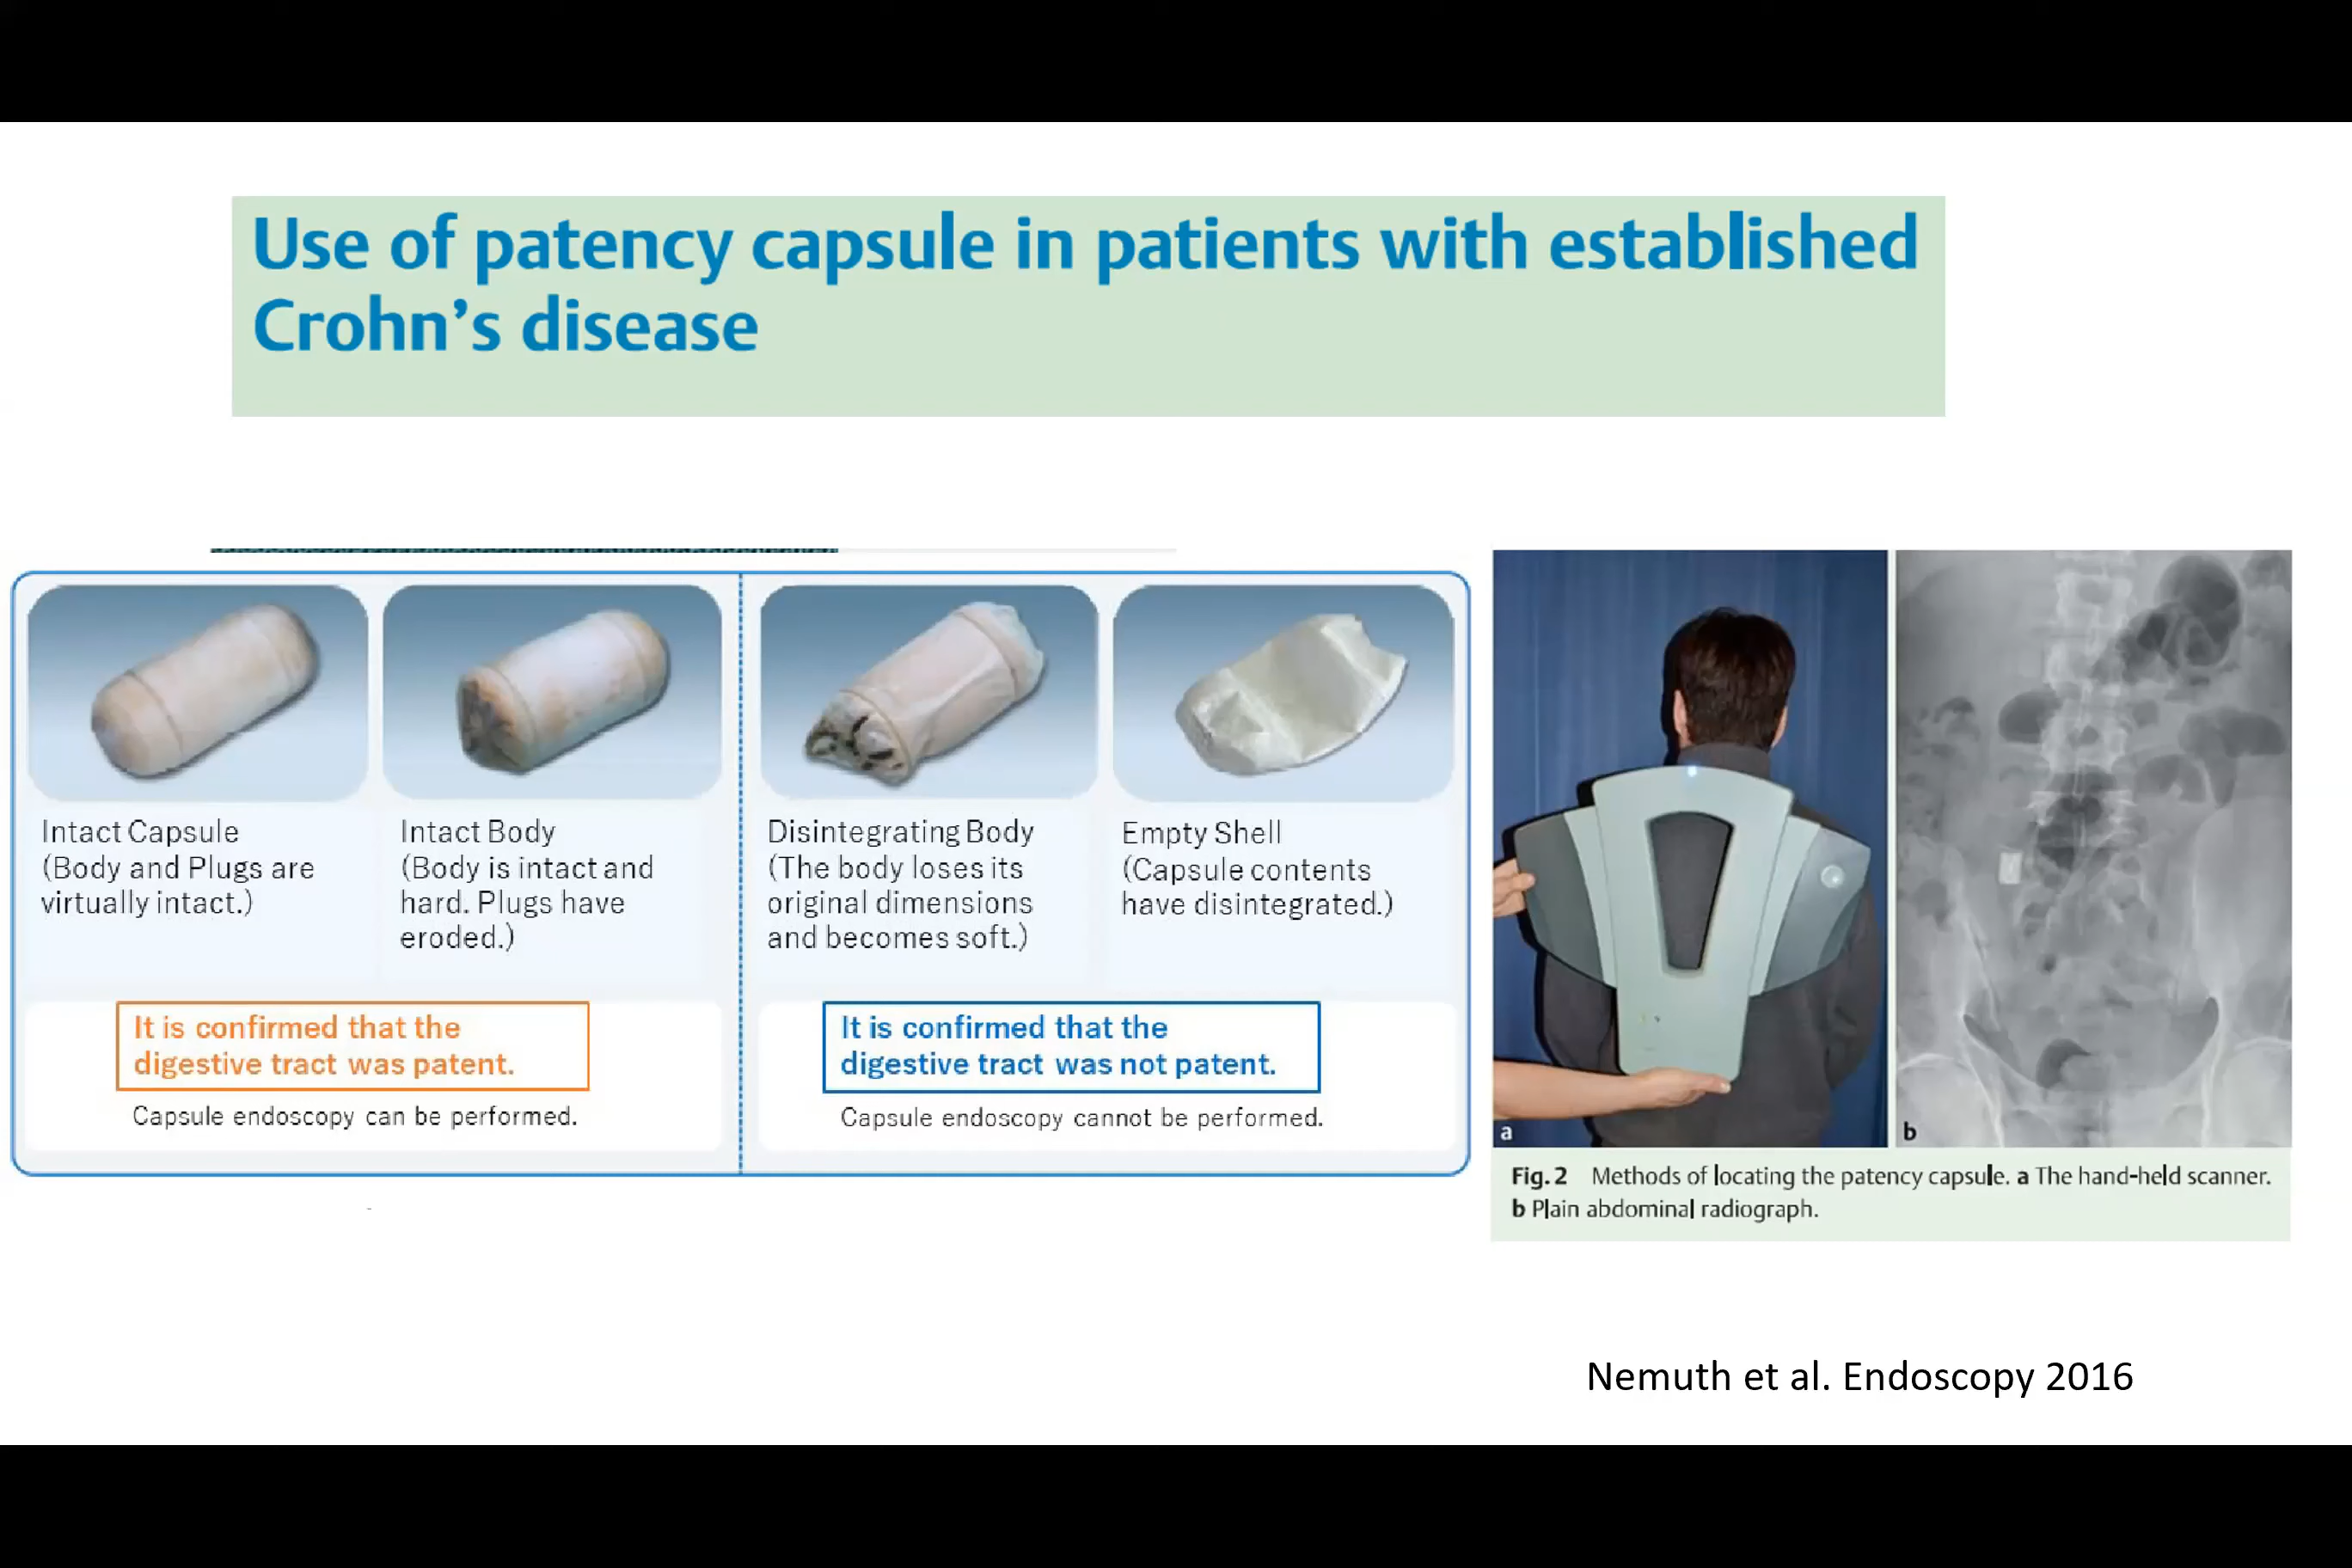 Use of patency capsule in patients with established
Crohn’s disease
Intact Capsule
(Body and Plugs are
virtually intact.)
Intact Body
(Body is intact and
hard. Plugs have
eroded.)
Disintegrating Body
(The body loses its
original dimensions
and becomes soft.)
Empty Shell
(Capsule contents
have disintegrated.)
It is confirmed that the
digestive tract was patent.
Capsule endoscopy can be performed.
It is confirmed that the
digestive tract was not patent.
Capsule endoscopy cannot be performed.
a
b
Fig. 2 Methods of locating the patency capsule. a The hand-held scanner.
b Plain abdominal radiograph.
Nemuth et al. Endoscopy 2016